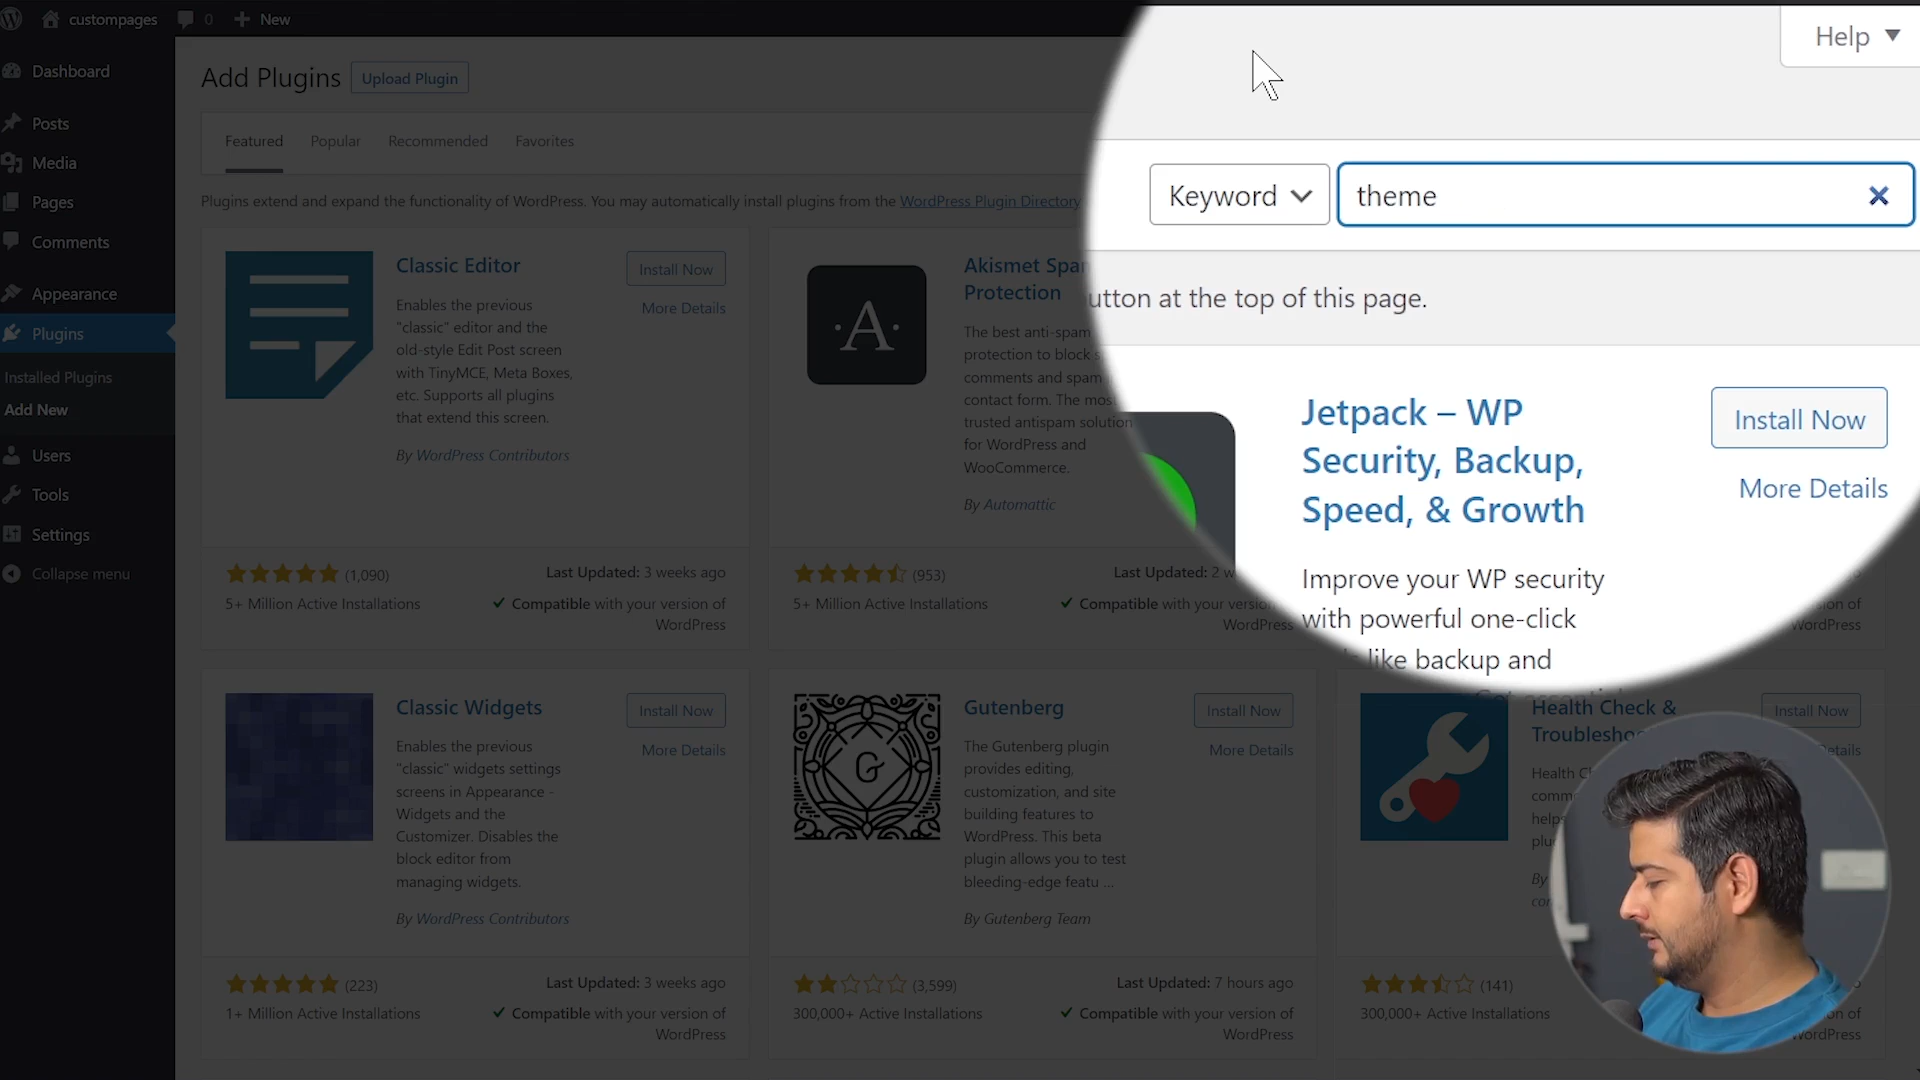 custompages
0
New
Help
Dashboard
Posts
Media
Pages
Comments
Appearance
Plugins
Installed Plugins
Add New
Users
Tools
Settings
Collapse menu
Add Plugins
Upload Plugin
Featured
Popular
Recommended
Favorites
Keyword
theme
Plugins extend and expand the functionality of WordPress. You may automatically install plugins from the WordPress Plugin Directory
button at the top of this page.
Classic Editor
Install Now
More Details
Enables the previous
"classic" editor and the
old-style Edit Post screen
with TinyMCE, Meta Boxes,
etc. Supports all plugins
that extend this screen.
By WordPress Contributors
(1,090)
5+ Million Active Installations
Last Updated: 3 weeks ago
Compatible with your version of
WordPress
Akismet Spam
Protection
The best anti-spam
protection to block
comments and spam
contact form. The most
trusted antispam solution
for WordPress and
WooCommerce.
By Automattic
(953)
5+ Million Active Installations
Last Updated: 2
Compatible with your version
WordPress
Jetpack – WP
Security, Backup,
Speed, & Growth
Install Now
More Details
Improve your WP security
with powerful one-click
like backup and
of
WordPress
Classic Widgets
Install Now
More Details
Enables the previous
"classic" widgets settings
screens in Appearance -
Widgets and the
Customizer. Disables the
block editor from
managing widgets.
By WordPress Contributors
(223)
1+ Million Active Installations
Last Updated: 3 weeks ago
Compatible with your version of
WordPress
Gutenberg
Install Now
More Details
The Gutenberg plugin
provides editing,
customization, and site
building features to
WordPress. This beta
plugin allows you to test
bleeding-edge featu ...
By Gutenberg Team
(3,599)
300,000+ Active Installations
Last Updated: 7 hours ago
Compatible with your version of
WordPress
Health Check &
Install Now
Health
By
(141)
300,000+ Active Installations
of
WordPress